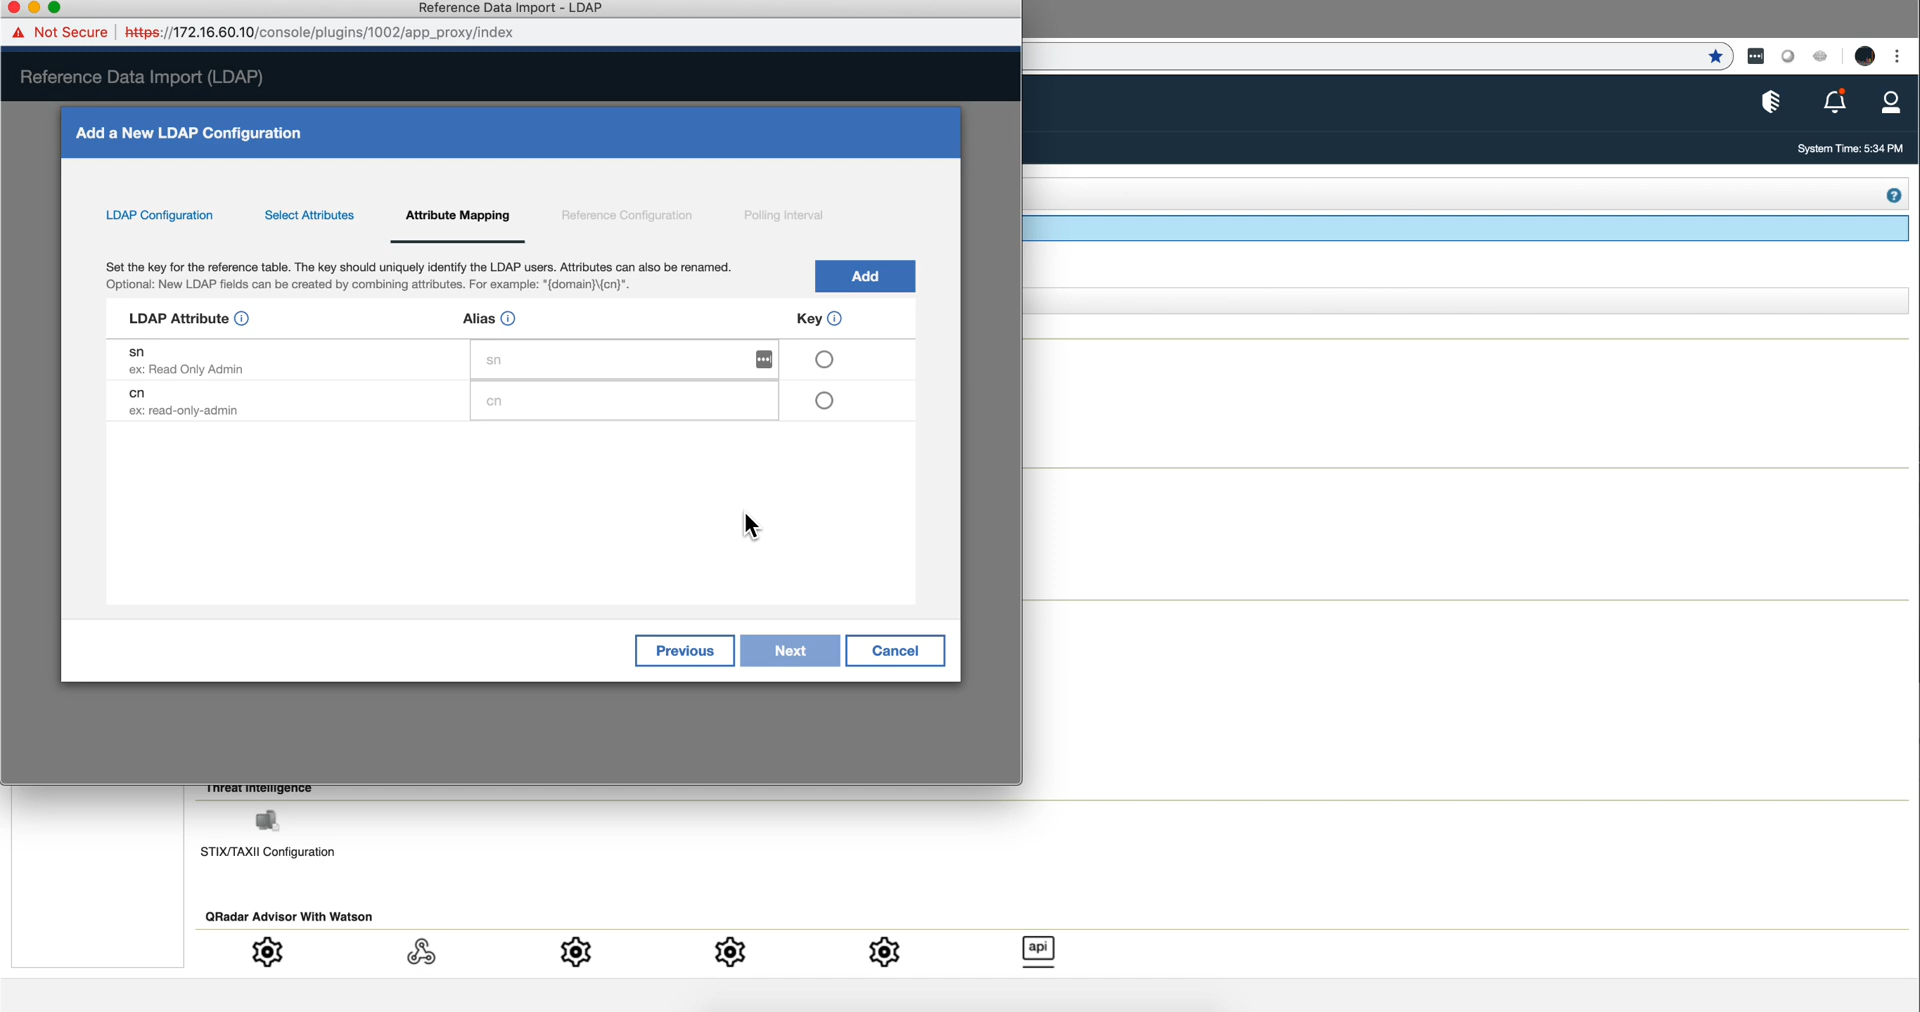 Reference Data Import - LDAP
Not Secure https://172.16.60.10/console/plugins/1002/app_proxy/index
Reference Data Import (LDAP)
System Time: 5:34 PM
Add a New LDAP Configuration
LDAP Configuration Select Attributes Attribute Mapping Reference Configuration Polling Interval
Set the key for the reference table. The key should uniquely identify the LDAP users. Attributes can also be renamed.
Optional: New LDAP fields can be created by combining attributes. For example: "{domain}\{cn}".
Add
LDAP Attribute Alias Key
sn
ex: Read Only Admin
sn
cn
ex: read-only-admin
cn
Previous Next Cancel
Threat Intelligence
STIX/TAXII Configuration
QRadar Advisor With Watson
api